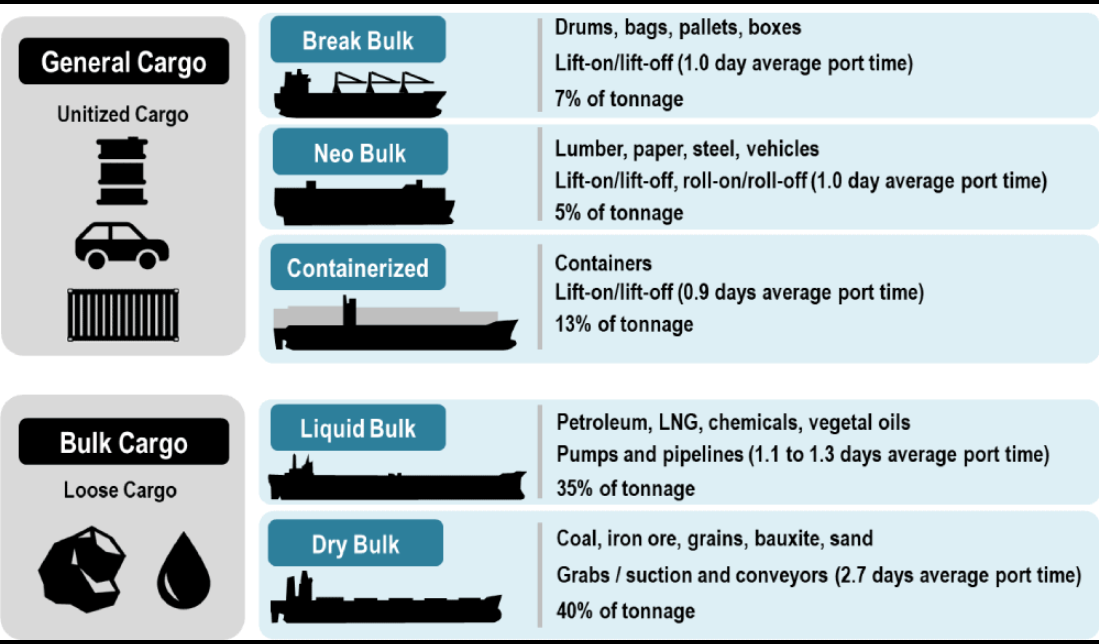 General Cargo
Unitized Cargo
Break Bulk
Drums, bags, pallets, boxes
Lift-on/lift-off (1.0 day average port time)
7% of tonnage
Neo Bulk
Lumber, paper, steel, vehicles
Lift-on/lift-off, roll-on/roll-off (1.0 day average port time)
5% of tonnage
Containerized
Containers
Lift-on/lift-off (0.9 days average port time)
13% of tonnage
Bulk Cargo
Loose Cargo
Liquid Bulk
Petroleum, LNG, chemicals, vegetal oils
Pumps and pipelines (1.1 to 1.3 days average port time)
35% of tonnage
Dry Bulk
Coal, iron ore, grains, bauxite, sand
Grabs / suction and conveyors (2.7 days average port time)
40% of tonnage